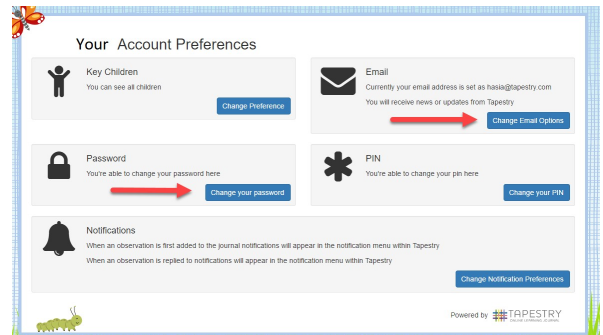 Your Account Preferences
Key Children
You can see all children
Change Preference
Email
Currently your email address is set as hasia@tapestry.com
You will receive news or updates from Tapestry
Change Email Options
Password
You're able to change your password here
Change your password
PIN
You're able to change your pin here
Change your PIN
Notifications
When an observation is first added to the journal notifications will appear in the notification menu within Tapestry
When an observation is replied to notifications will appear in the notification menu within Tapestry
Change Notification Preferences
Powered by TAPESTRY
ONLINE LEARNING JOURNAL